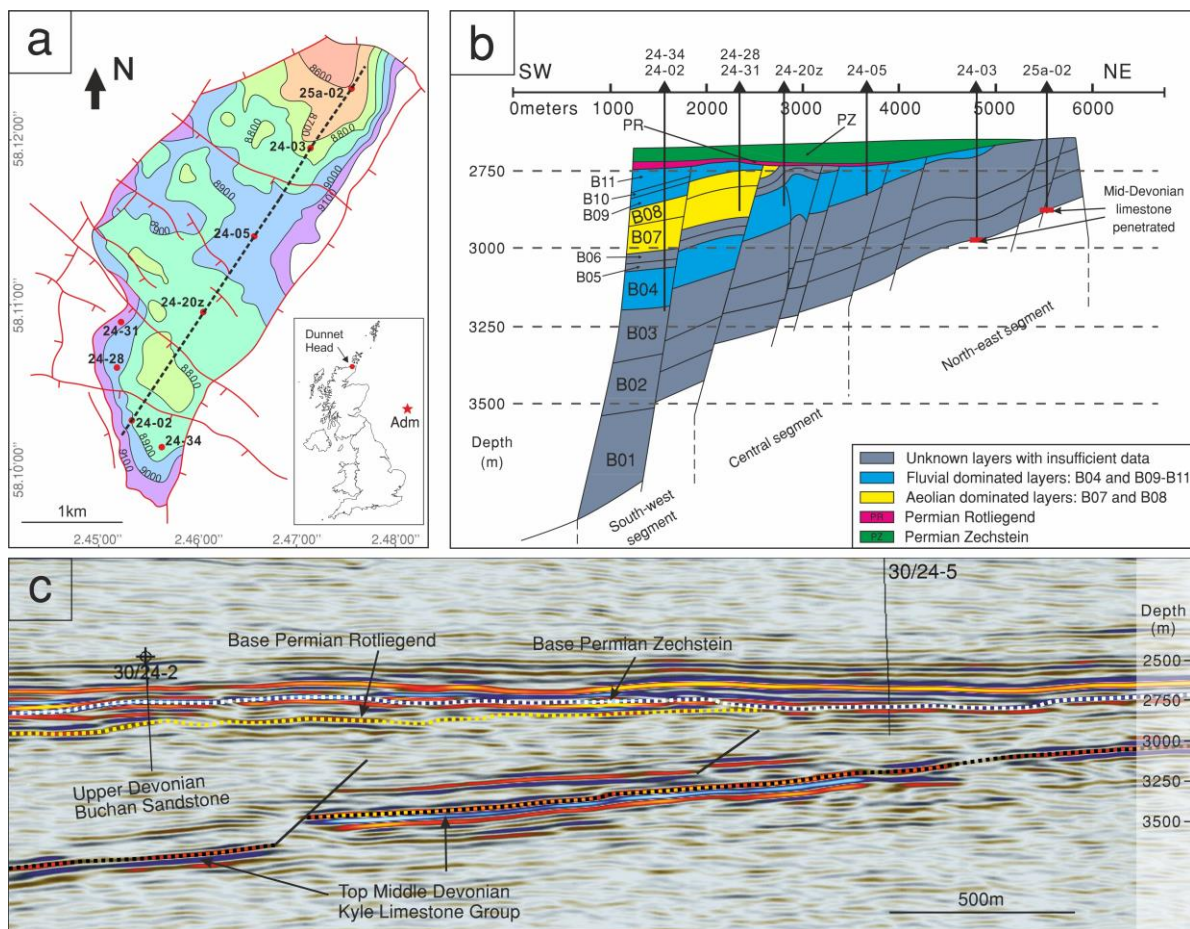 a
N
58.12'00"
58.11'00"
58.10'00"
8600
25a-02
8700
24-03
8800
8800
9000
9100
8900
8900
24-05
24-20z
24-31
24-28
8800
24-02
24-34
8900
9000
9100
1km
2.45'00"
2.46'00"
2.47'00"
2.48'00"
Dunnet
Head
Adm
b
SW
NE
24-34
24-02
24-28
24-31
24-20z
24-05
24-03
25a-02
0meters
1000
2000
3000
4000
5000
6000
PR
PZ
2750
3000
3250
3500
Depth
(m)
B11
B10
B09
B08
B07
B06
B05
B04
B03
B02
B01
Mid-Devonian
limestone
penetrated
South-west
segment
Central segment
North-east segment
Unknown layers with insufficient data
Fluvial dominated layers: B04 and B09-B11
Aeolian dominated layers: B07 and B08
PR Permian Rotliegend
PZ Permian Zechstein
c
30/24-2
Base Permian Rotliegend
Base Permian Zechstein
30/24-5
Depth
(m)
2500
2750
3000
3250
3500
Upper Devonian
Buchan Sandstone
Top Middle Devonian
Kyle Limestone Group
500m